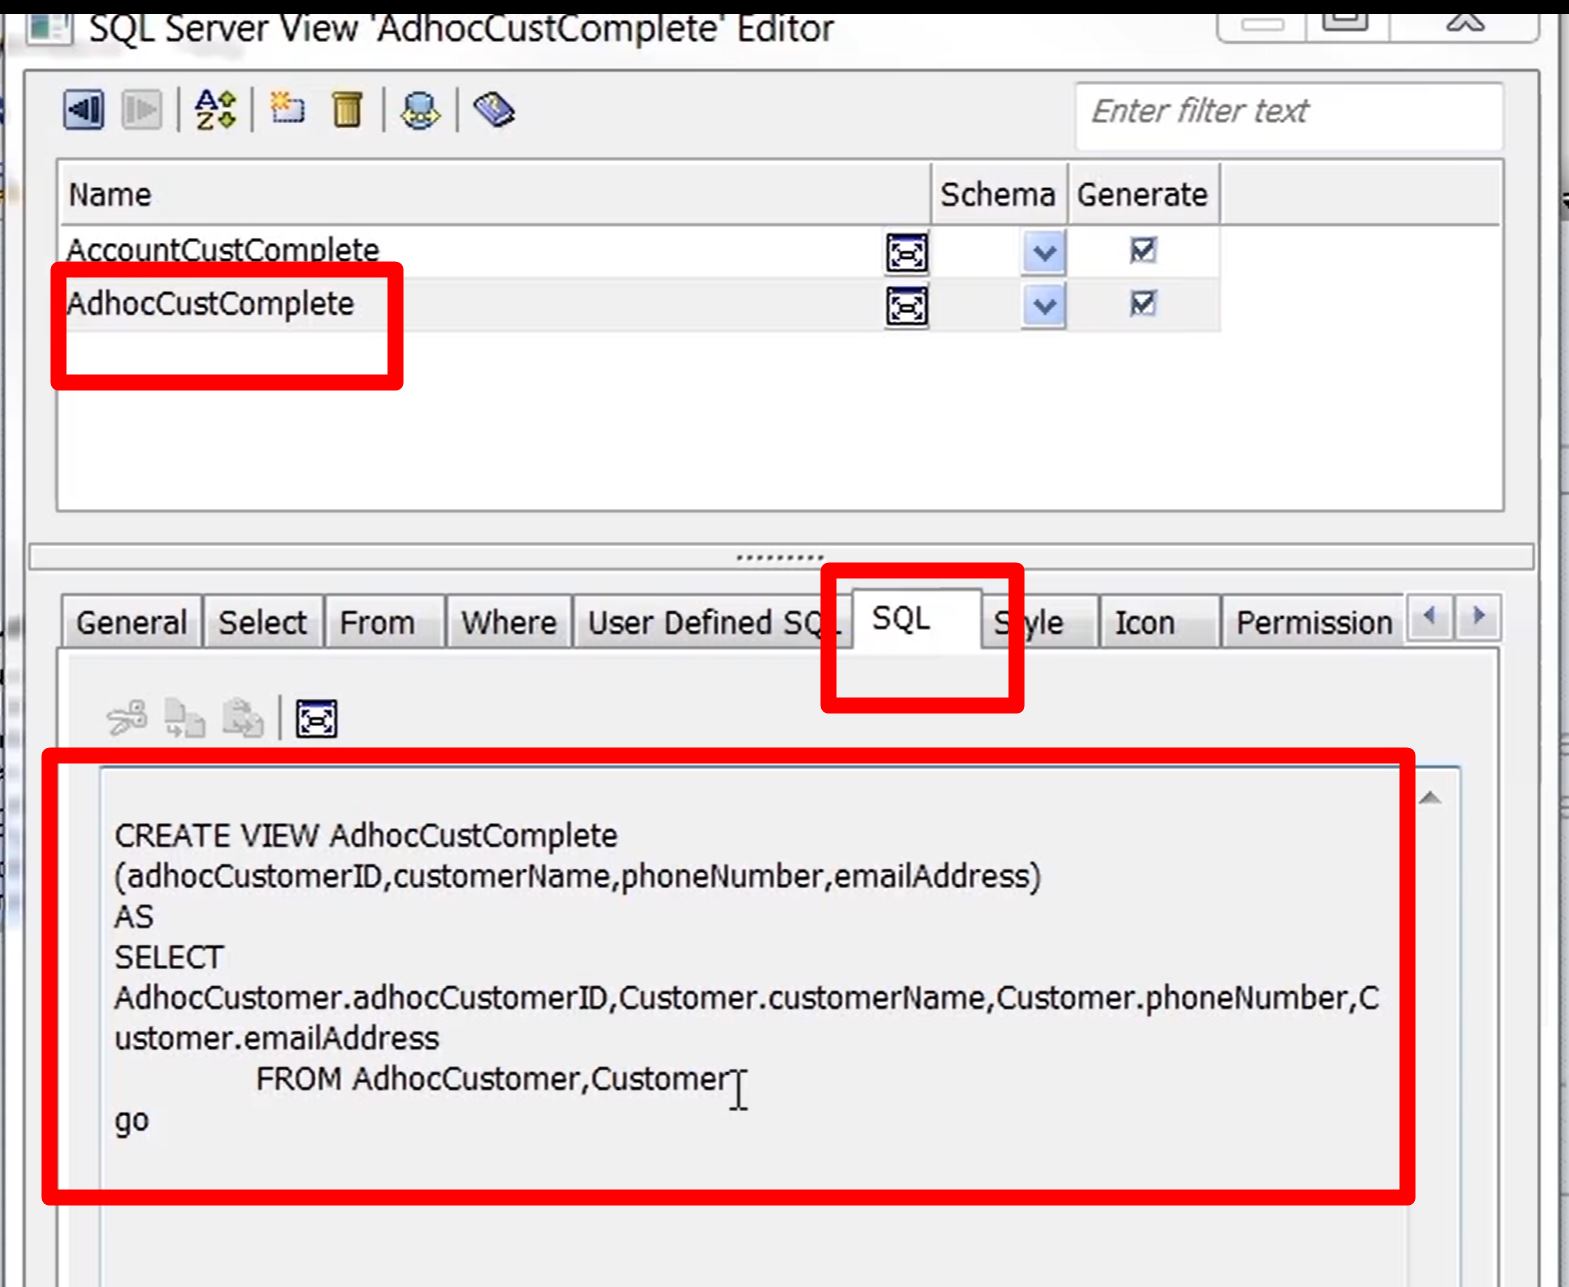 SQL Server View 'AdhocCustComplete' Editor
Enter filter text
Name Schema Generate
AccountCustComplete
AdhocCustComplete
General Select From Where User Defined SQL SQL Style Icon Permission
CREATE VIEW AdhocCustComplete
(adhocCustomerID,customerName,phoneNumber,emailAddress)
AS
SELECT
AdhocCustomer.adhocCustomerID,Customer.customerName,Customer.phoneNumber,C
ustomer.emailAddress
FROM AdhocCustomer,Customer
go